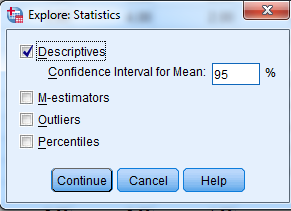 Explore: Statistics
Descriptives
Confidence Interval for Mean: 95 %
M-estimators
Outliers
Percentiles
Continue Cancel Help